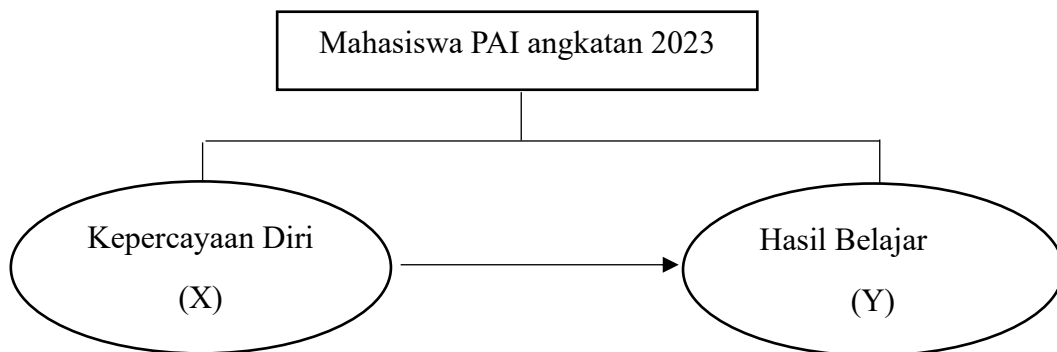 Mahasiswa PAI angkatan 2023
Kepercayaan Diri
(X)
Hasil Belajar
(Y)